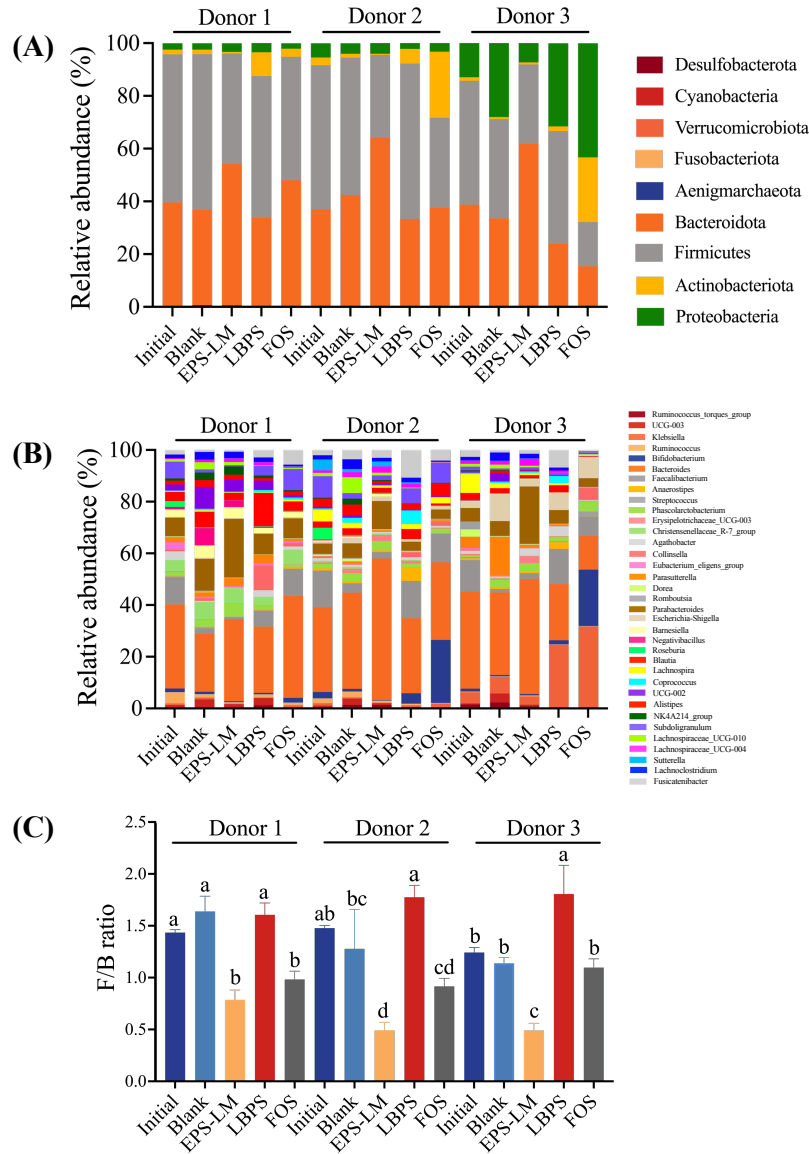 (A)
Donor 1 Donor 2 Donor 3
Relative abundance (%)
100
80
60
40
20
0
Initial Blank EPS-LM LBPS FOS Initial Blank EPS-LM LBPS FOS Initial Blank EPS-LM LBPS FOS
Desulfobacterota
Cyanobacteria
Verrucomicrobiota
Fusobacteriota
Aenigmarchaeota
Bacteroidota
Firmicutes
Actinobacteriota
Proteobacteria
(B)
Donor 1 Donor 2 Donor 3
Relative abundance (%)
100
80
60
40
20
0
Initial Blank EPS-LM LBPS FOS Initial Blank EPS-LM LBPS FOS Initial Blank EPS-LM LBPS FOS
Ruminococcus_torques_group
UCG-003
Klebsiella
Ruminococcus
Bifidobacterium
Bacteroides
Faecalibacterium
Anaerostipes
Streptococcus
Phascolarctobacterium
Erysipelotrichaceae_UCG-003
Christensenellaceae_R-7_group
Agathobacter
Collinsella
Eubacterium_eligens_group
Parasutterella
Dorea
Romboutsia
Parabacteroides
Escherichia-Shigella
Barnesiella
Negativibacillus
Roseburia
Blautia
Lachnospira
Coprococcus
UCG-002
Alistipes
NK4A214_group
Subdoligranulum
Lachnospiraceae_UCG-010
Lachnospiraceae_UCG-004
Sutterella
Lachnoclostridium
Fusicatenibacter
(C)
Donor 1 Donor 2 Donor 3
F/B ratio
2.5
2.0
1.5
1.0
0.5
0.0
a a b a c ab bc d a cd b b c a b
Initial Blank EPS-LM LBPS FOS Initial Blank EPS-LM LBPS FOS Initial Blank EPS-LM LBPS FOS